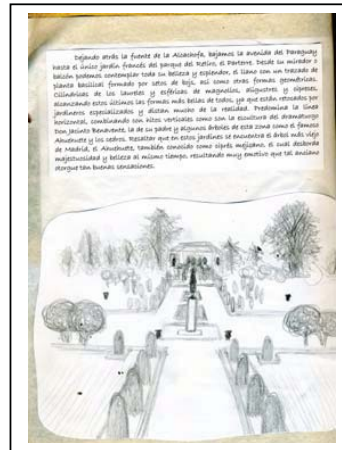 Dejando atrás la fuente de la Alcachofa, bajamos la avenida del Paraguay
hasta el único jardín francés del parque del Retiro, el Parterre. Desde su mirador o
balcón podemos contemplar toda su belleza y esplendor, el llano con un trazado de
planta basilical formado por setos de bojs, así como otras formas geométricas.
Cilíndricas de los laureles y esféricas de magnolios, aligustres y cipreses,
alcanzando estos últimos las formas más bellas de todos, ya que están retocados por
jardineros especializados y distan mucho de la realidad. Predomina la línea
horizontal, combinando con hitos verticales como son la escultura del dramaturgo
Don Jacinto Benavente, la de su padre y algunos árboles de esta zona como el famoso
Ahuehuete y los cedros. Resaltar que en estos jardines se encuentra el árbol más viejo
de Madrid, el Ahuehuete, también conocido como ciprés mejicano, el cual desborda
majestuosidad y belleza al mismo tiempo, resultando muy emotivo que tal anciano
otorgue tan buenas sensaciones.